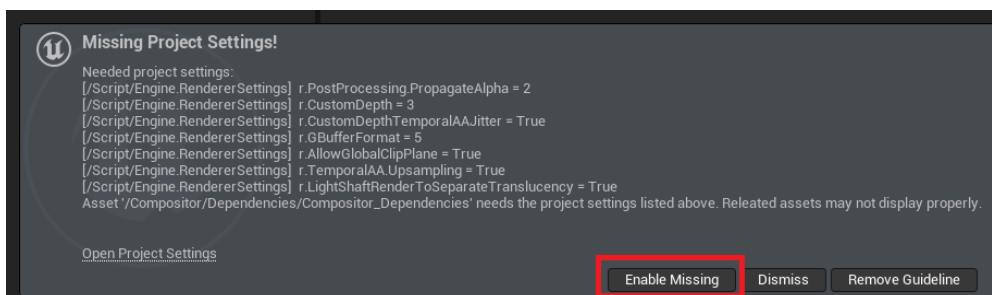 Missing Project Settings!
Needed project settings:
[/Script/Engine.RendererSettings] r.PostProcessing.PropagateAlpha = 2
[/Script/Engine.RendererSettings] r.CustomDepth = 3
[/Script/Engine.RendererSettings] r.CustomDepthTemporalAAJitter = True
[/Script/Engine.RendererSettings] r.GBufferFormat = 5
[/Script/Engine.RendererSettings] r.AllowGlobalClipPlane = True
[/Script/Engine.RendererSettings] r.TemporalAA.Upsampling = True
[/Script/Engine.RendererSettings] r.LightShaftRenderToSeparateTranslucency = True
Asset '/Compositor/Dependencies/Compositor_Dependencies' needs the project settings listed above. Releated assets may not display properly.
Open Project Settings
Enable Missing Dismiss Remove Guideline